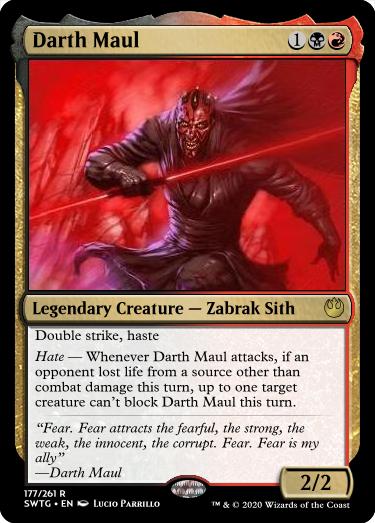 Darth Maul 1
Legendary Creature — Zabrak Sith
Double strike, haste
Hate — Whenever Darth Maul attacks, if an
opponent lost life from a source other than
combat damage this turn, up to one target
creature can't block Darth Maul this turn.
"Fear. Fear attracts the fearful, the strong, the
weak, the innocent, the corrupt. Fear. Fear is my
ally"
—Darth Maul
2/2
177/261 R
SWTG • EN Lucio Parrillo
™ & © 2020 Wizards of the Coast